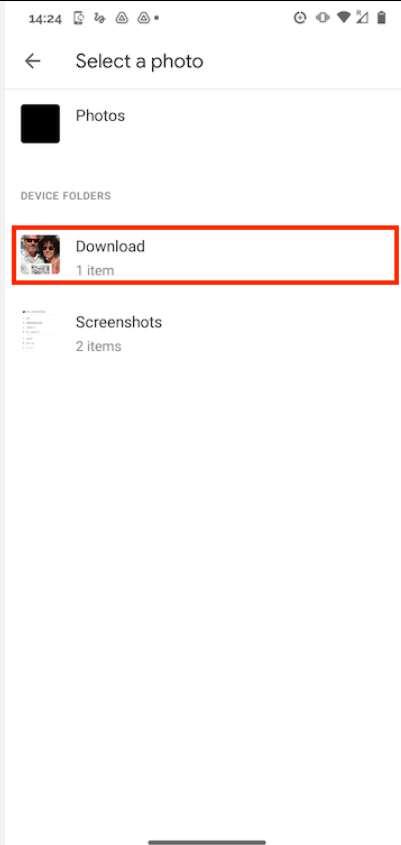 14:24
Select a photo
Photos
DEVICE FOLDERS
Download
1 item
Screenshots
2 items